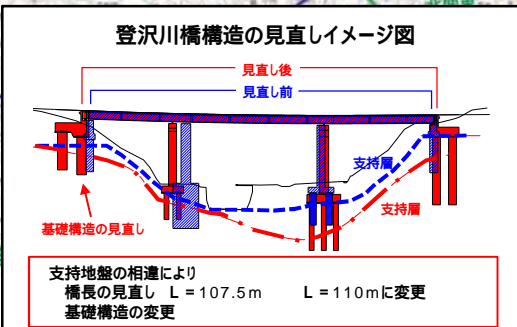 登沢川橋構造の見直しイメージ図
見直し後
見直し前
支持層
支持層
基礎構造の見直し
支持地盤の相違により
橋長の見直し L=107.5m L=110mに変更
基礎構造の変更